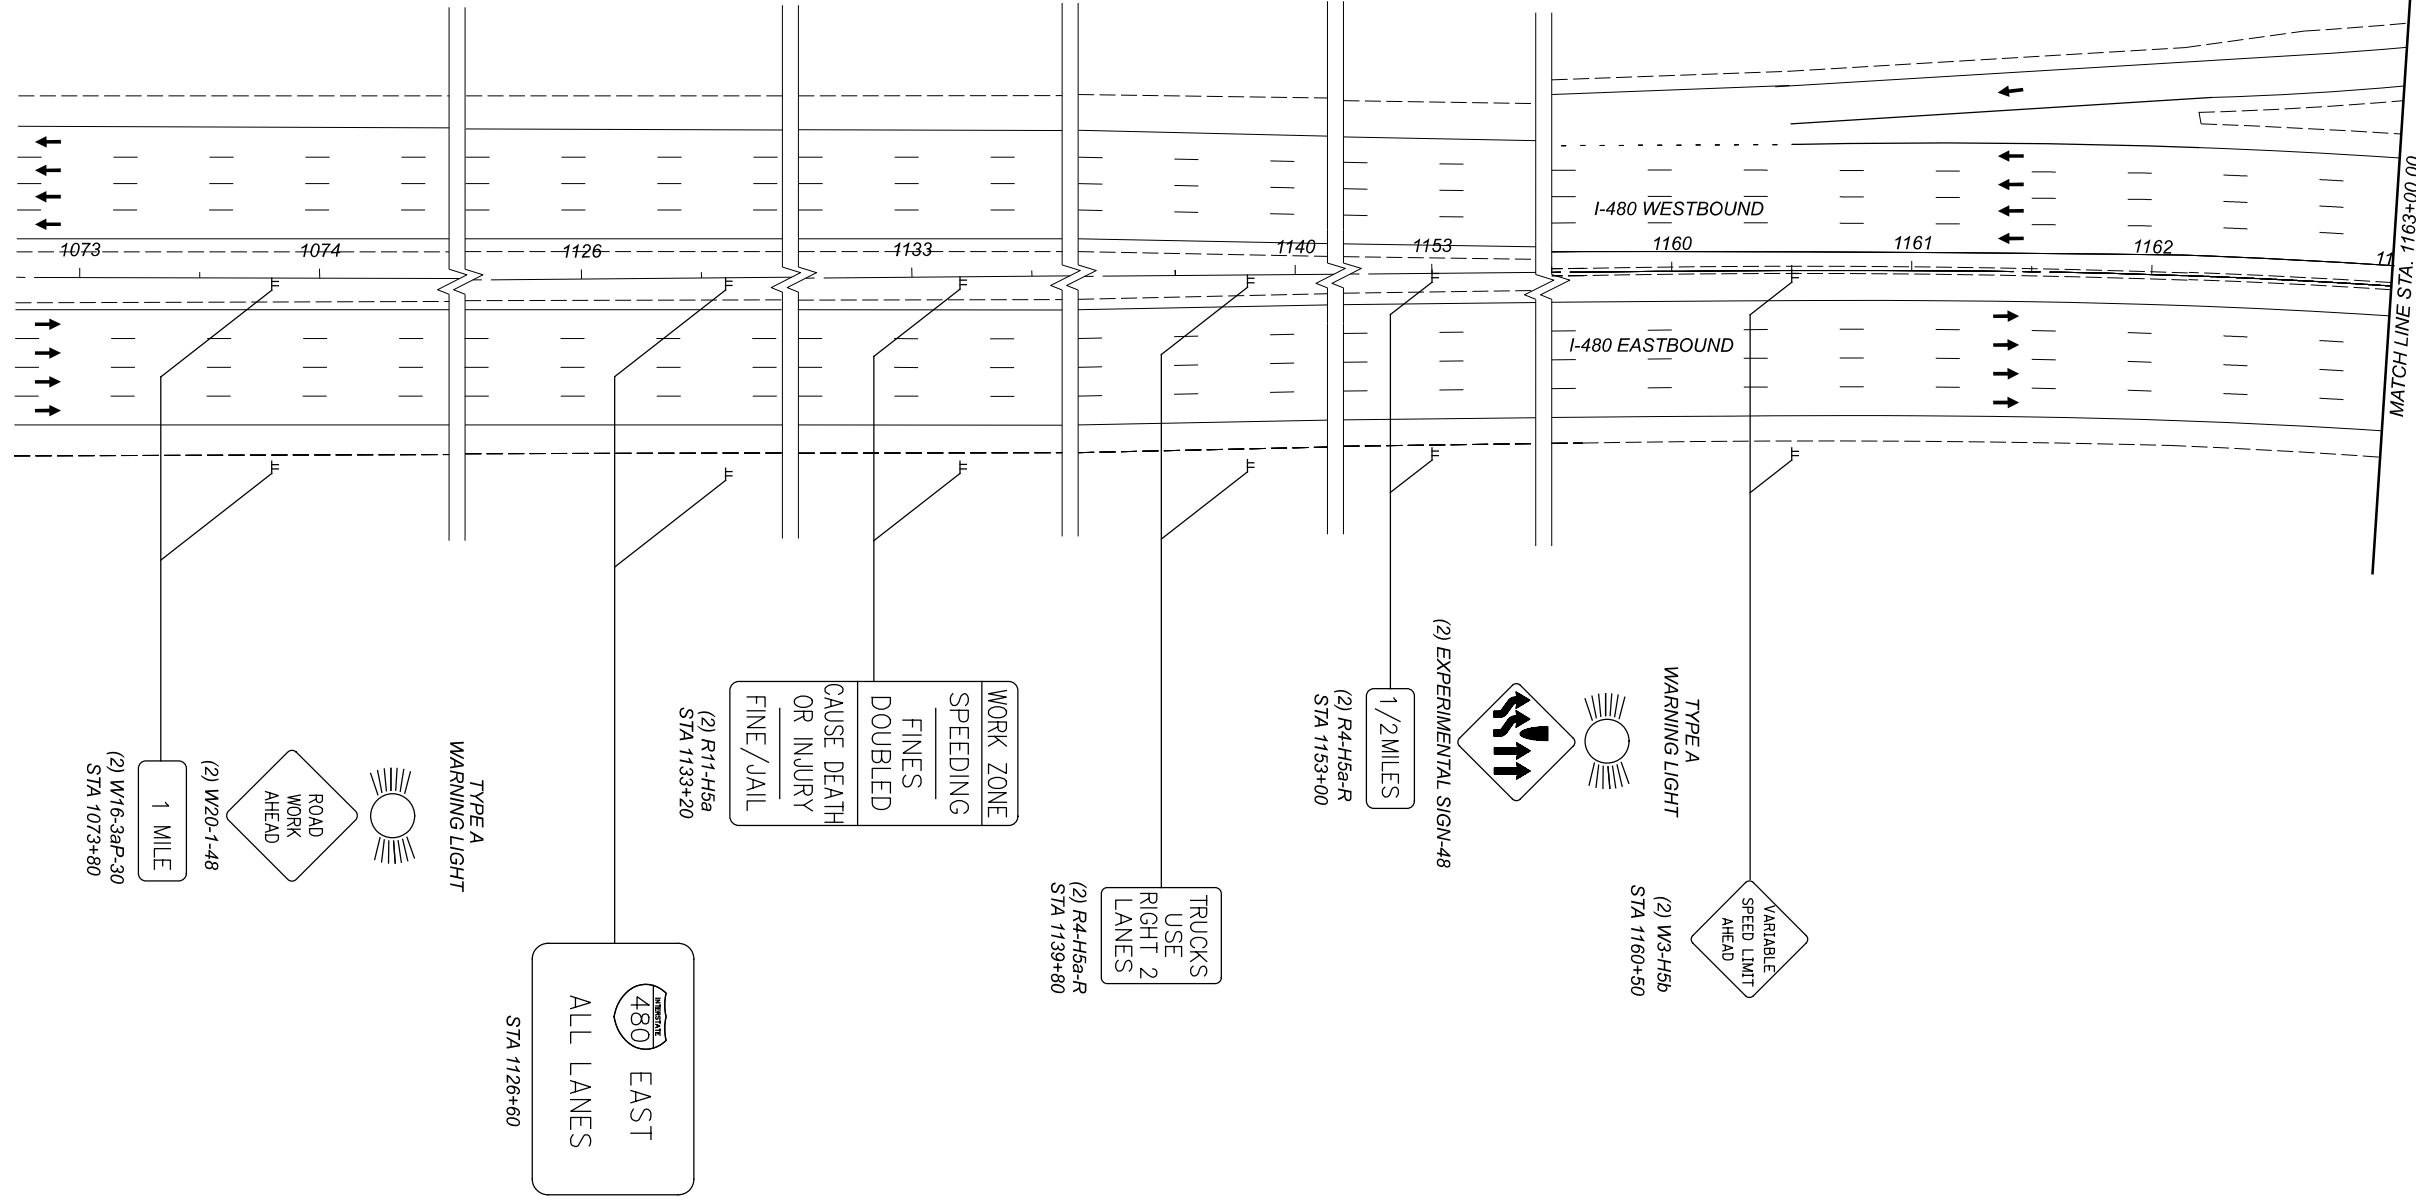 1073
1074
1126
1133
1140
1153
1160
1161
1162
11
I-480 WESTBOUND
I-480 EASTBOUND
MATCH LINE STA. 1163+00.00
TYPE A
WARNING LIGHT
ROAD
WORK
AHEAD
(2) W20-1-48
1 MILE
(2) W16-3aP-30
STA 1073+80
INTERSTATE
480 EAST
ALL LANES
STA 1126+60
WORK ZONE
SPEEDING
FINES
DOUBLED
CAUSE DEATH
OR INJURY
FINE/JAIL
(2) R11-H5a
STA 1133+20
TRUCKS
USE
RIGHT 2
LANES
(2) R4-H5a-R
STA 1139+80
TYPE A
WARNING LIGHT
(2) EXPERIMENTAL SIGN-48
1/2MILES
(2) R4-H5a-R
STA 1153+00
VARIABLE
SPEED LIMIT
AHEAD
(2) W3-H5b
STA 1160+50